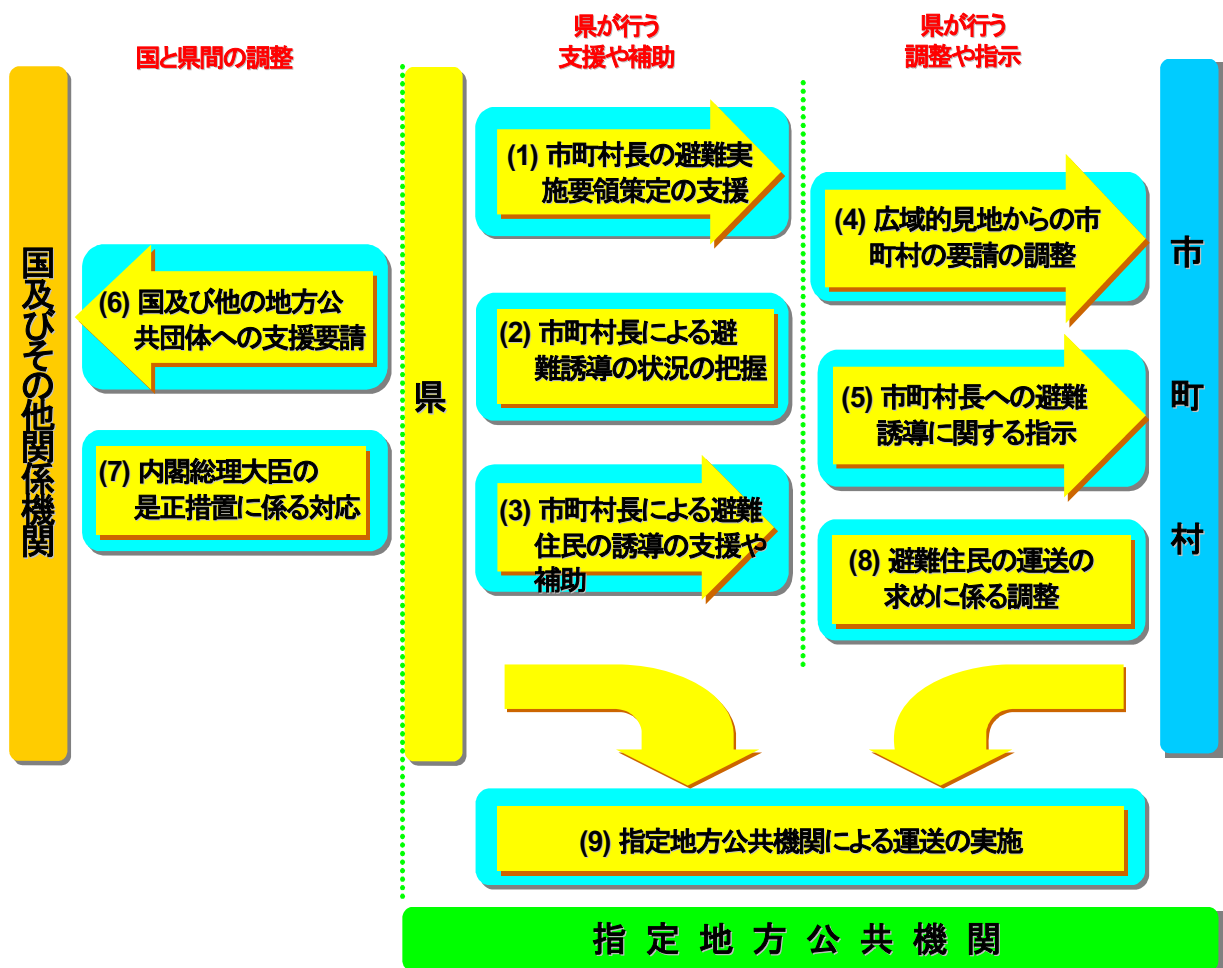 国と県間の調整
県が行う
支援や補助
県が行う
調整や指示
国及びその他関係機関
(6) 国及び他の地方公
共団体への支援要請
(7) 内閣総理大臣の
是正措置に係る対応
県
(1) 市町村長の避難実
施要領策定の支援
(2) 市町村長による避
難誘導の状況の把握
(3) 市町村長による避難
住民の誘導の支援や
補助
(4) 広域的見地からの市
町村の要請の調整
(5) 市町村長への避難
誘導に関する指示
(8) 避難住民の運送の
求めに係る調整
市町村
(9) 指定地方公共機関による運送の実施
指定地方公共機関